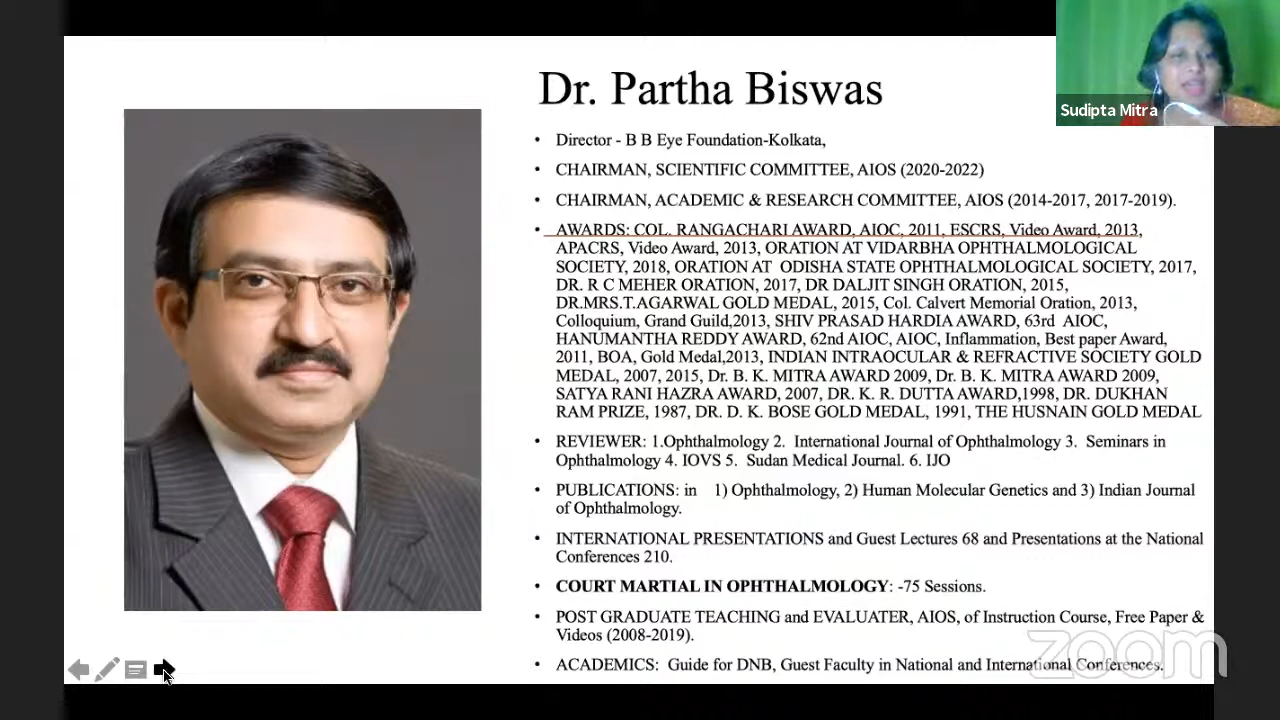 Dr. Partha Biswas
Sudipta Mitra
• Director - B B Eye Foundation-Kolkata,
• CHAIRMAN, SCIENTIFIC COMMITTEE, AIOS (2020-2022)
• CHAIRMAN, ACADEMIC & RESEARCH COMMITTEE, AIOS (2014-2017, 2017-2019).
• AWARDS: COL. RANGACHARI AWARD, AIOC, 2011, ESCRS, Video Award, 2013,
APACRS, Video Award, 2013, ORATION AT VIDARBHA OPHTHALMOLOGICAL
SOCIETY, 2018, ORATION AT ODISHA STATE OPHTHALMOLOGICAL SOCIETY, 2017,
DR. R C MEHER ORATION, 2017, DR DALJIT SINGH ORATION, 2015,
DR.MRS.T.AGARWAL GOLD MEDAL, 2015, Col. Calvert Memorial Oration, 2013,
Colloquium, Grand Guild,2013, SHIV PRASAD HARDIA AWARD, 63rd AIOC,
HANUMANTHA REDDY AWARD, 62nd AIOC, AIOC, Inflammation, Best paper Award,
2011, BOA, Gold Medal,2013, INDIAN INTRAOCULAR & REFRACTIVE SOCIETY GOLD
MEDAL, 2007, 2015, Dr. B. K. MITRA AWARD 2009, Dr. B. K. MITRA AWARD 2009,
SATYA RANI HAZRA AWARD, 2007, DR. K. R. DUTTA AWARD,1998, DR. DUKHAN
RAM PRIZE, 1987, DR. D. K. BOSE GOLD MEDAL, 1991, THE HUSNAIN GOLD MEDAL
• REVIEWER: 1.Ophthalmology 2. International Journal of Ophthalmology 3. Seminars in
Ophthalmology 4. IOVS 5. Sudan Medical Journal. 6. IJO
• PUBLICATIONS: in 1) Ophthalmology, 2) Human Molecular Genetics and 3) Indian Journal
of Ophthalmology.
• INTERNATIONAL PRESENTATIONS and Guest Lectures 68 and Presentations at the National
Conferences 210.
• COURT MARTIAL IN OPHTHALMOLOGY: -75 Sessions.
• POST GRADUATE TEACHING and EVALUATER, AIOS, of Instruction Course, Free Paper &
Videos (2008-2019).
• ACADEMICS: Guide for DNB, Guest Faculty in National and International Conferences.
zoom